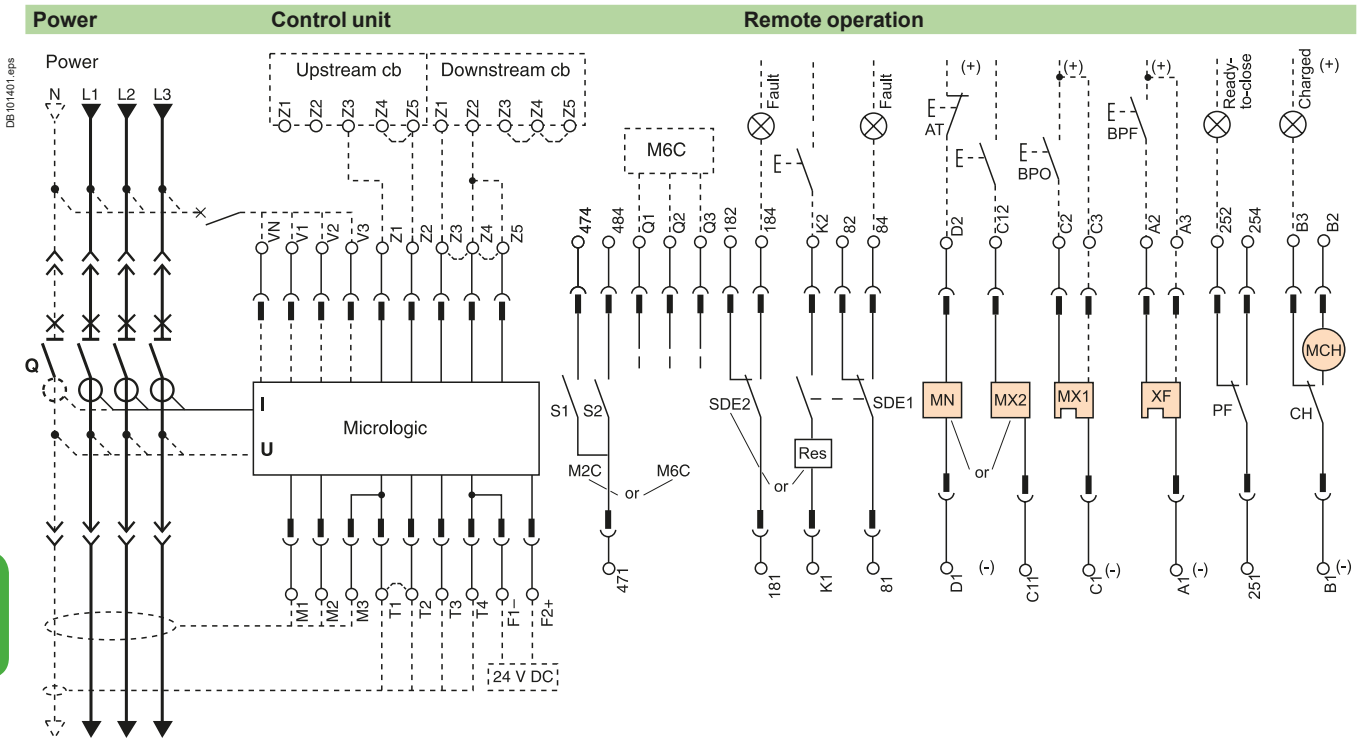 Power Control unit Remote operation
DB101401.eps
Power
N L1 L2 L3
Upstream cb Downstream cb
Z1 Z2 Z3 Z4 Z5 Z1 Z2 Z3 Z4 Z5
M6C
Fault
Fault
(+)
(+)
(+)
Ready-to-close
Charged
(+)
AT
BPO
BPF
VN V1 V2 V3 Z1 Z2 Z3 Z4 Z5
474 484 Q1 Q2 Q3 182 184 K2 82 84 D2 C12 C2 C3 A2 A3 252 254 B3 B2
Q
I
U
Micrologic
S1 S2
SDE2
SDE1
Res
MN MX2 MX1 XF
PF
CH
MCH
M2C or M6C
or
or
M1 M2 M3 T1 T2 T3 T4 F1– F2+
24 V DC
471
181 K1 81
D1 (-)
C11
C1 (-)
A1 (-)
251
B1 (-)